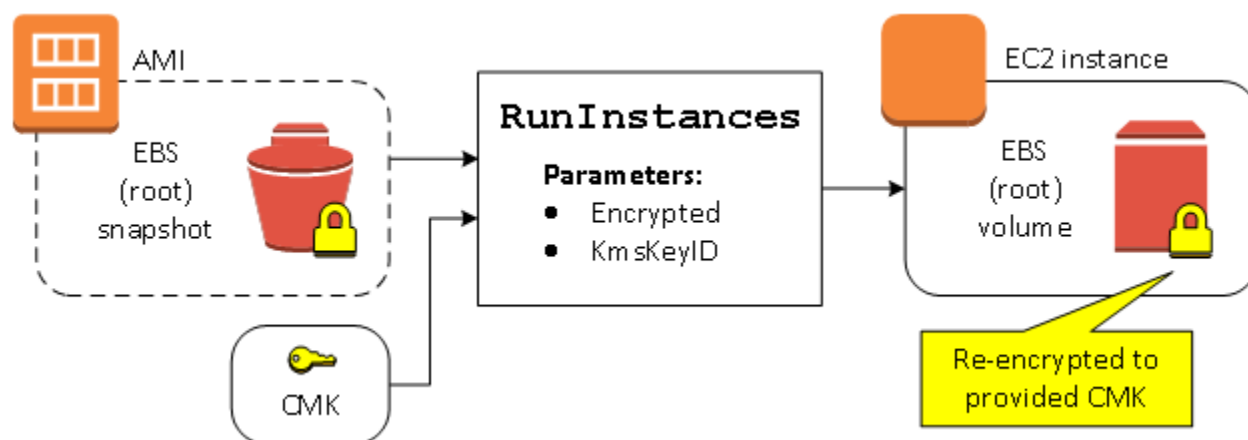 AMI
EBS
(root)
snapshot
CMK
RunInstances
Parameters:
● Encrypted
● KmsKeyID
EC2 instance
EBS
(root)
volume
Re-encrypted to
provided CMK